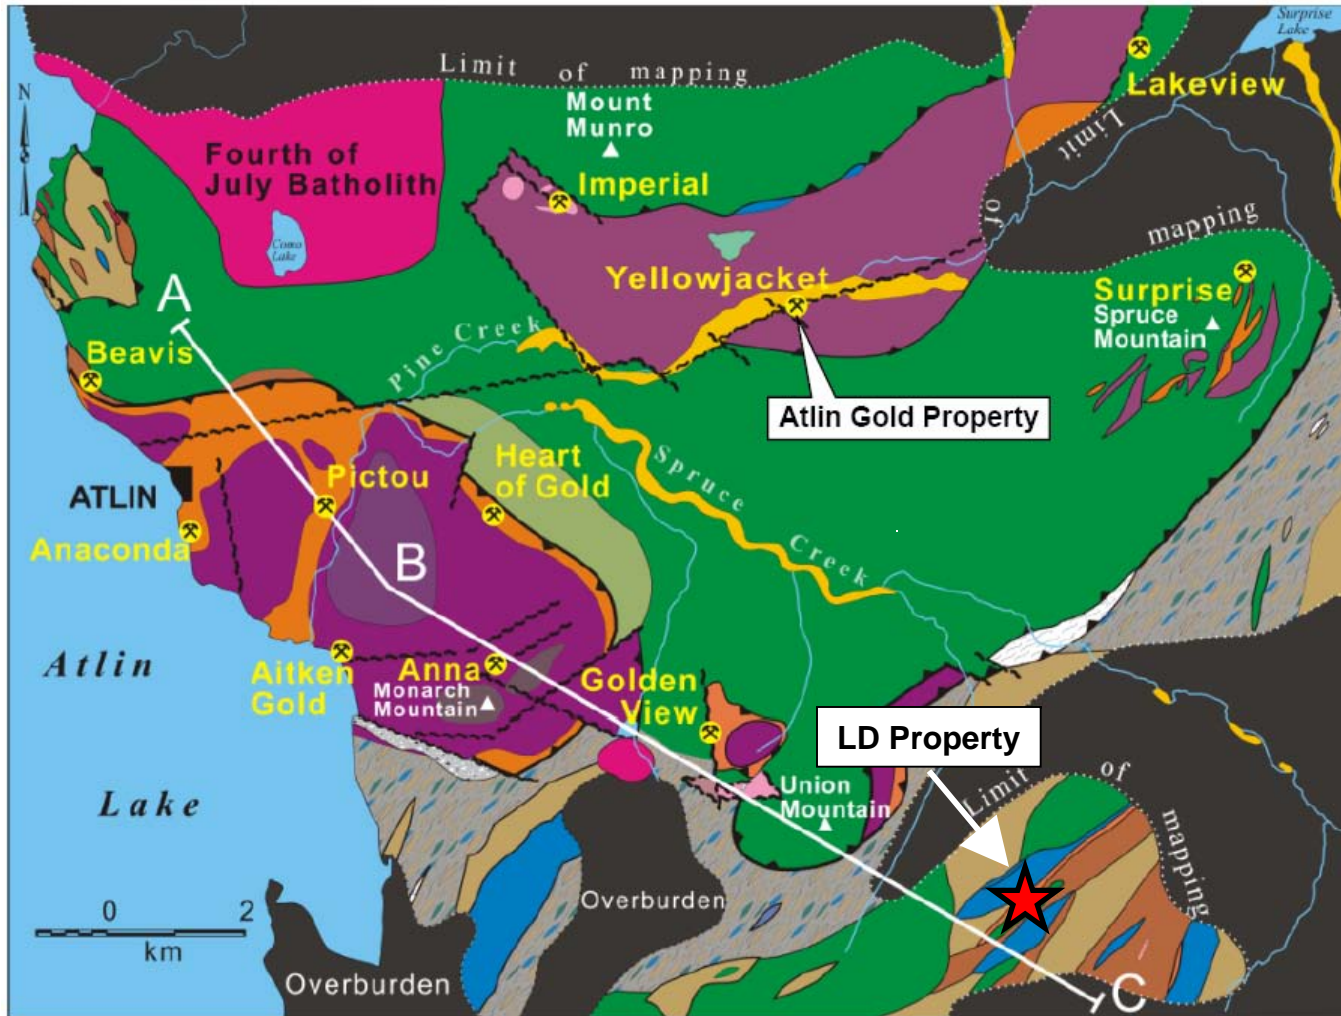 Surprise
Lake
Limit of mapping
N
Mount
Munro
Lakeview
Fourth of
July Batholith
Imperial
Limit
of
mapping
Como
Lake
Yellowjacket
Surprise
Spruce
Mountain
A
Pine Creek
Beavis
Atlin Gold Property
Heart
of Gold
Spruce
Creek
Pictou
ATLIN
Anaconda
B
Atlin
Lake
Aitken
Gold
Anna
Monarch
Mountain
Golden
View
LD Property
Limit of
mapping
Union
Mountain
Overburden
0 2
km
Overburden
C